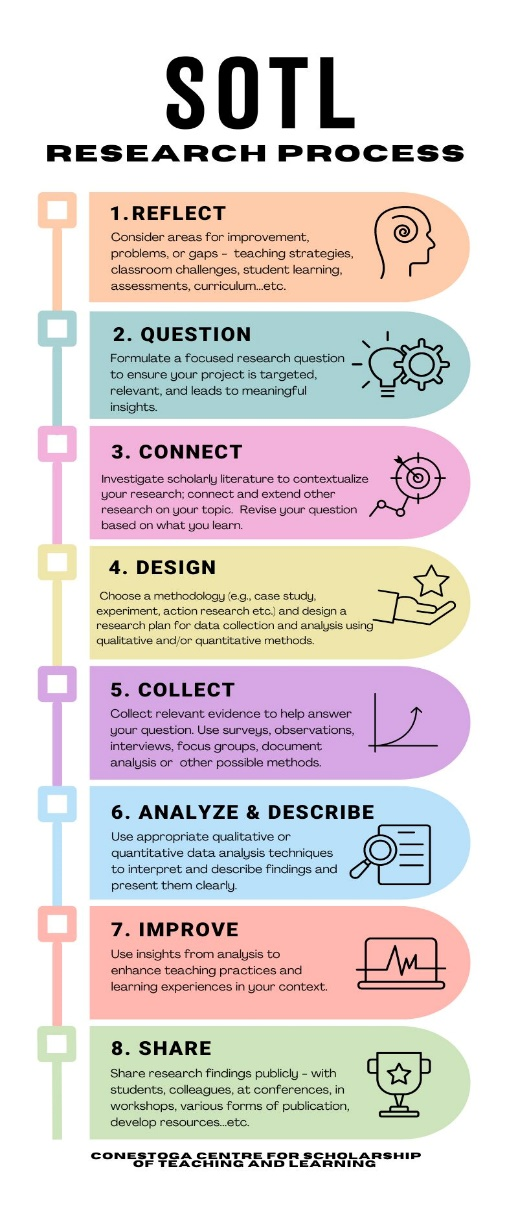 SOTL
RESEARCH PROCESS
1.REFLECT
Consider areas for improvement,
problems, or gaps – teaching strategies,
classroom challenges, student learning,
assessments, curriculum...etc.
2. QUESTION
Formulate a focused research question
to ensure your project is targeted,
relevant, and leads to meaningful
insights.
3. CONNECT
Investigate scholarly literature to contextualize
your research; connect and extend other
research on your topic. Revise your question
based on what you learn.
4. DESIGN
Choose a methodology (e.g., case study,
experiment, action research etc.) and design a
research plan for data collection and analysis using
qualitative and/or quantitative methods.
5. COLLECT
Collect relevant evidence to help answer
your question. Use surveys, observations,
interviews, focus groups, document
analysis or other possible methods.
6. ANALYZE & DESCRIBE
Use appropriate qualitative or
quantitative data analysis techniques
to interpret and describe findings and
present them clearly.
7. IMPROVE
Use insights from analysis to
enhance teaching practices and
learning experiences in your context.
8. SHARE
Share research findings publicly – with
students, colleagues, at conferences, in
workshops, various forms of publication,
develop resources...etc.
CONESTOGA CENTRE FOR SCHOLARSHIP
OF TEACHING AND LEARNING